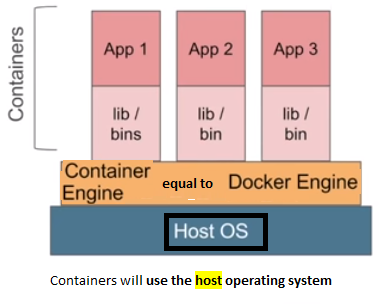 Containers
App 1
App 2
App 3
lib /
bins
lib /
bin
lib /
bin
Container
Engine
equal to
Docker Engine
Host OS
Containers will use the host operating system